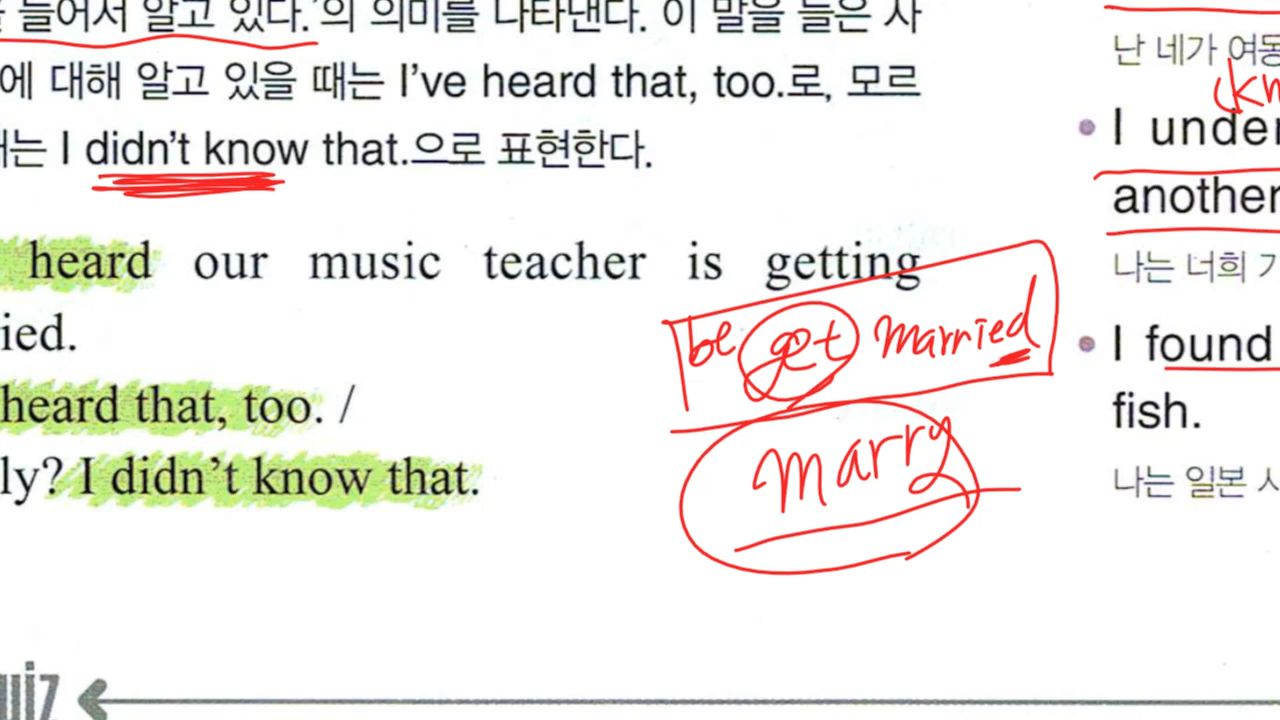 들어서 알고 있다.'의 의미를 나타낸다. 이 말을 들은 사
에 대해 알고 있을 때는 I've heard that, too.로, 모르
때는 I didn't know that.으로 표현한다.
heard our music teacher is getting
ied.
heard that, too. /
ly? I didn't know that.
be get married
marry
난 네가 여동
(kn
I under
another
나는 너희
I found
fish.
나는 일본
uiz